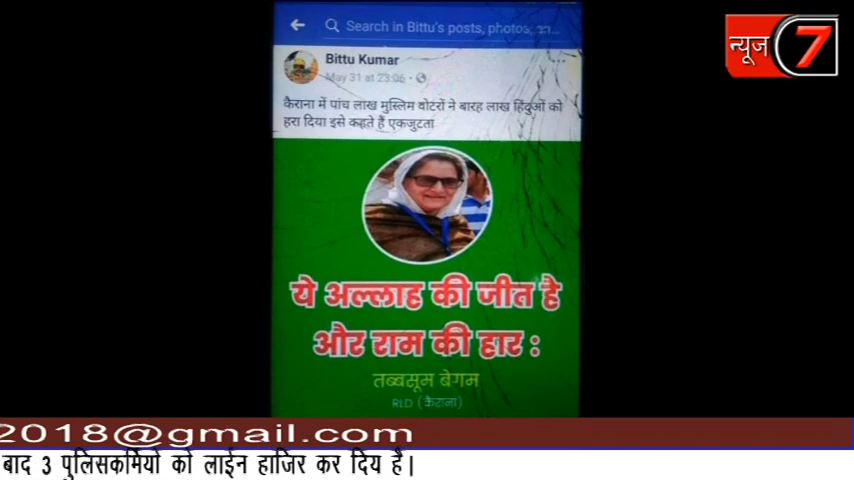 Search in Bittu's posts, photos, an...
न्यूज 7
Bittu Kumar
May 31 at 23:06
कैराना में पांच लाख मुस्लिम वोटरों ने बारह लाख हिंदुओं को
हरा दिया इसे कहते हैं एकजुटता
ये अल्लाह की जीत है
और राम की हार :
तब्बसूम बेगम
RLD (कैराना)
2018@gmail.com
बाद 3 पुलिसकर्मियों को लाईन हाजिर कर दिय है।